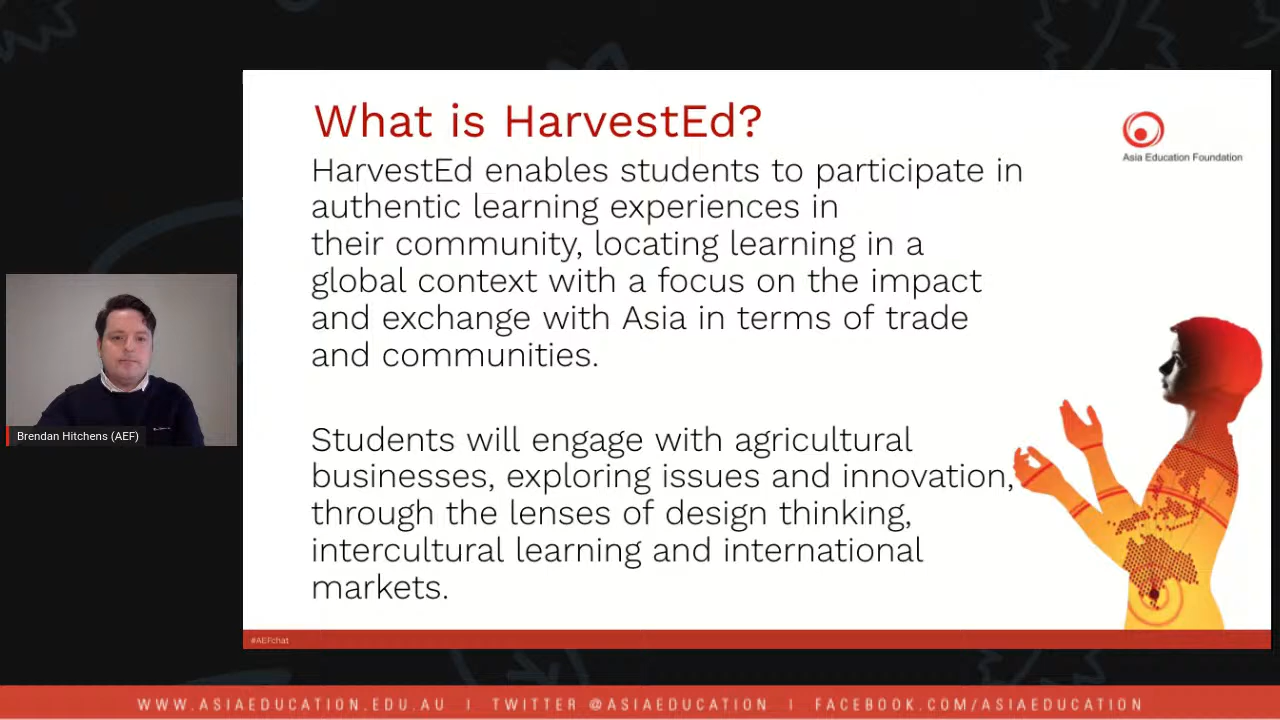 What is HarvestEd?
HarvestEd enables students to participate in
authentic learning experiences in
their community, locating learning in a
global context with a focus on the impact
and exchange with Asia in terms of trade
and communities.
Students will engage with agricultural
businesses, exploring issues and innovation,
through the lenses of design thinking,
intercultural learning and international
markets.
Asia Education Foundation
Brendan Hitchens (AEF)
#AEFchat
WWW.ASIAEDUCATION.EDU.AU | TWITTER @ASIAEDUCATION | FACEBOOK.COM/ASIAEDUCATION